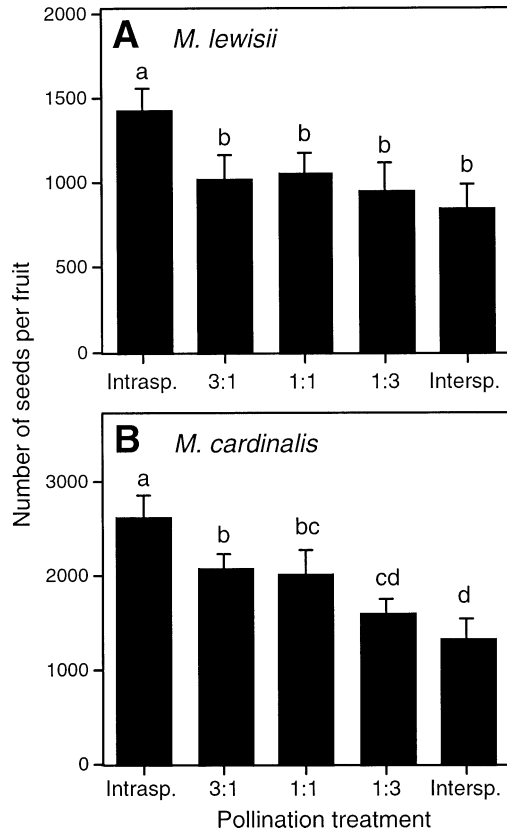 Number of seeds per fruit
A M. lewisii
2000
1500
1000
500
0
a
b
b
b
b
Intrasp. 3:1 1:1 1:3 Intersp.
B M. cardinalis
3000
2000
1000
0
a
b
bc
cd
d
Intrasp. 3:1 1:1 1:3 Intersp.
Pollination treatment